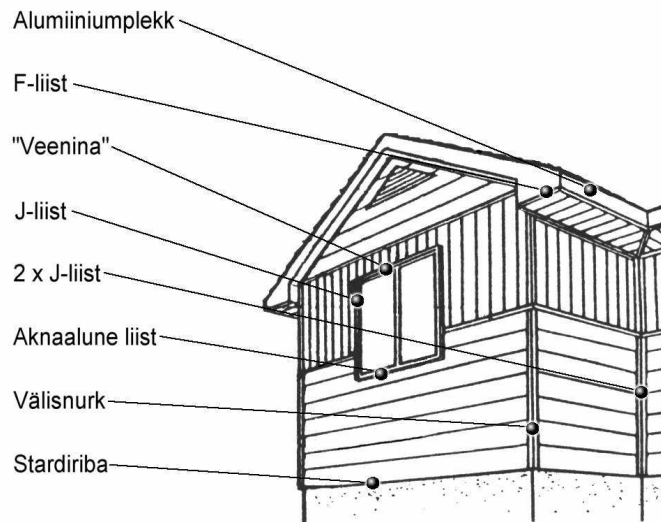 Alumiiniumplekk
F-liist
"Veenina"
J-liist
2 x J-liist
Aknaalune liist
Välisnurk
Stardiriba